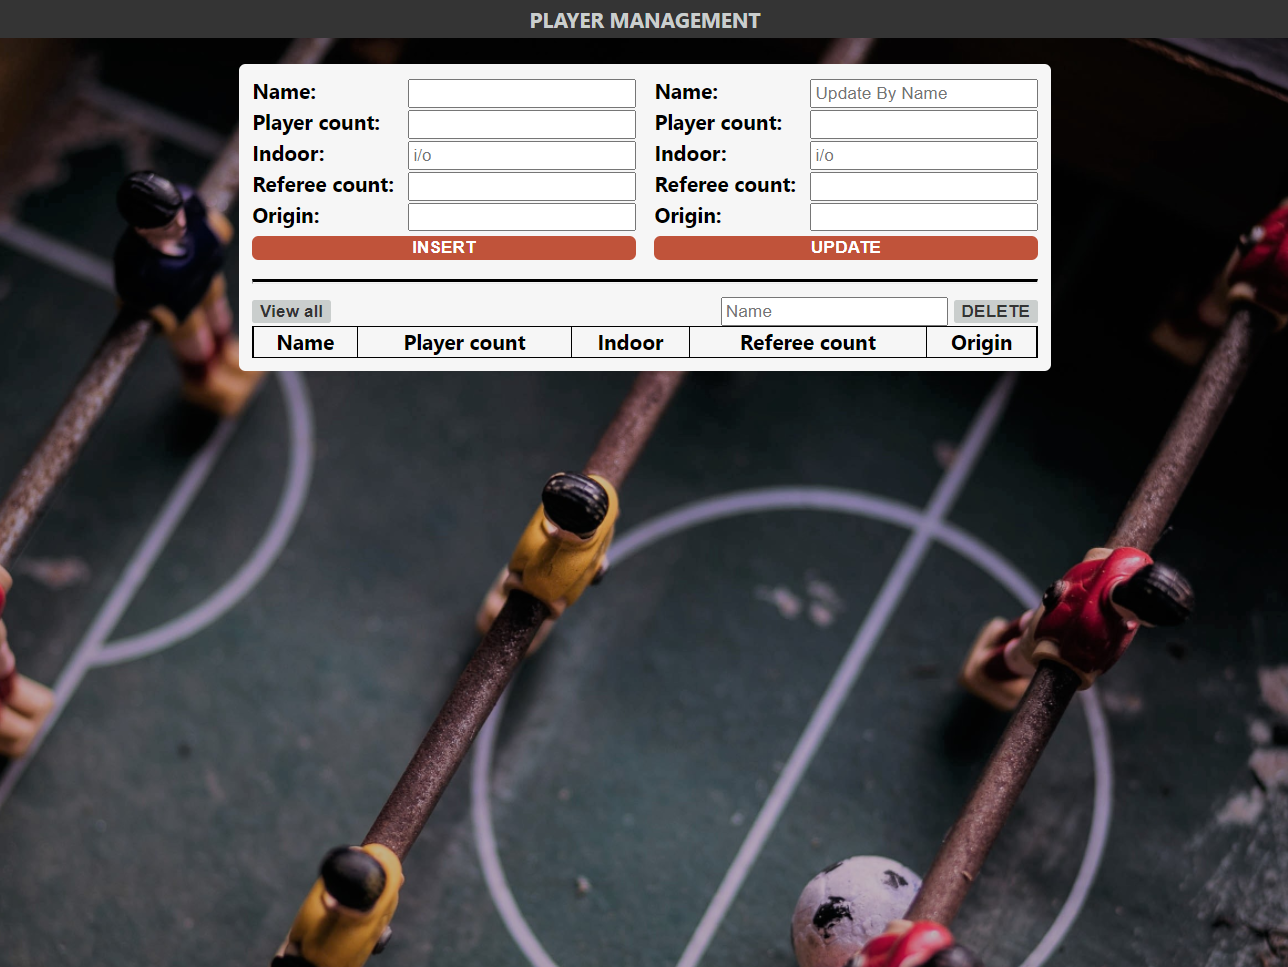 PLAYER MANAGEMENT
Name:
Player count:
Indoor: i/o
Referee count:
Origin:
INSERT
Name: Update By Name
Player count:
Indoor: i/o
Referee count:
Origin:
UPDATE
View all Name DELETE
Name Player count Indoor Referee count Origin